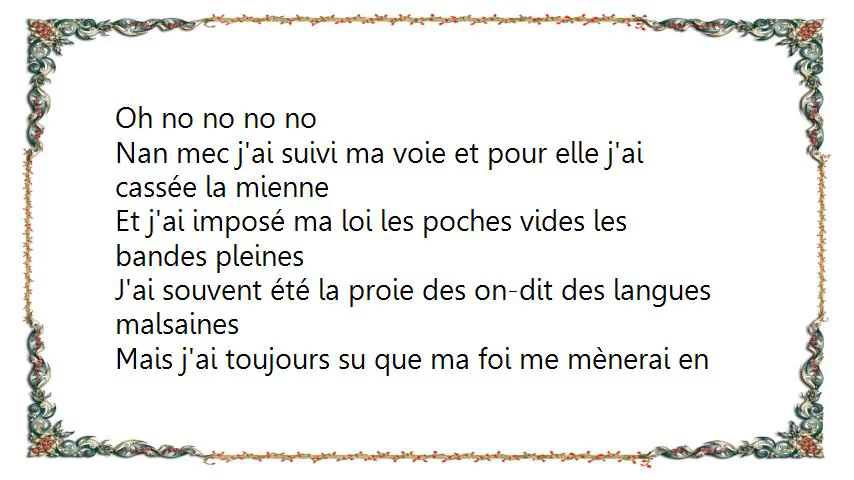 Oh no no no no
Nan mec j'ai suivi ma voie et pour elle j'ai
cassée la mienne
Et j'ai imposé ma loi les poches vides les
bandes pleines
J'ai souvent été la proie des on-dit des langues
malsaines
Mais j'ai toujours su que ma foi me mènerai en